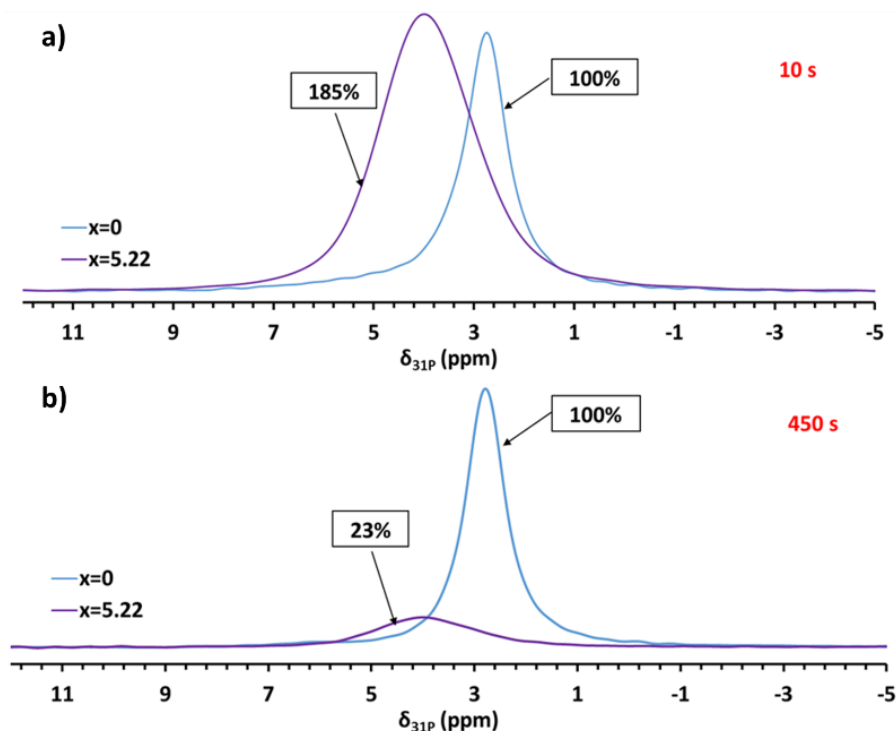 a)
10 s
100%
185%
x=0
x=5.22
11 9 7 5 3 1 -1 -3 -5
δ31P (ppm)
b)
450 s
100%
23%
x=0
x=5.22
11 9 7 5 3 1 -1 -3 -5
δ31P (ppm)